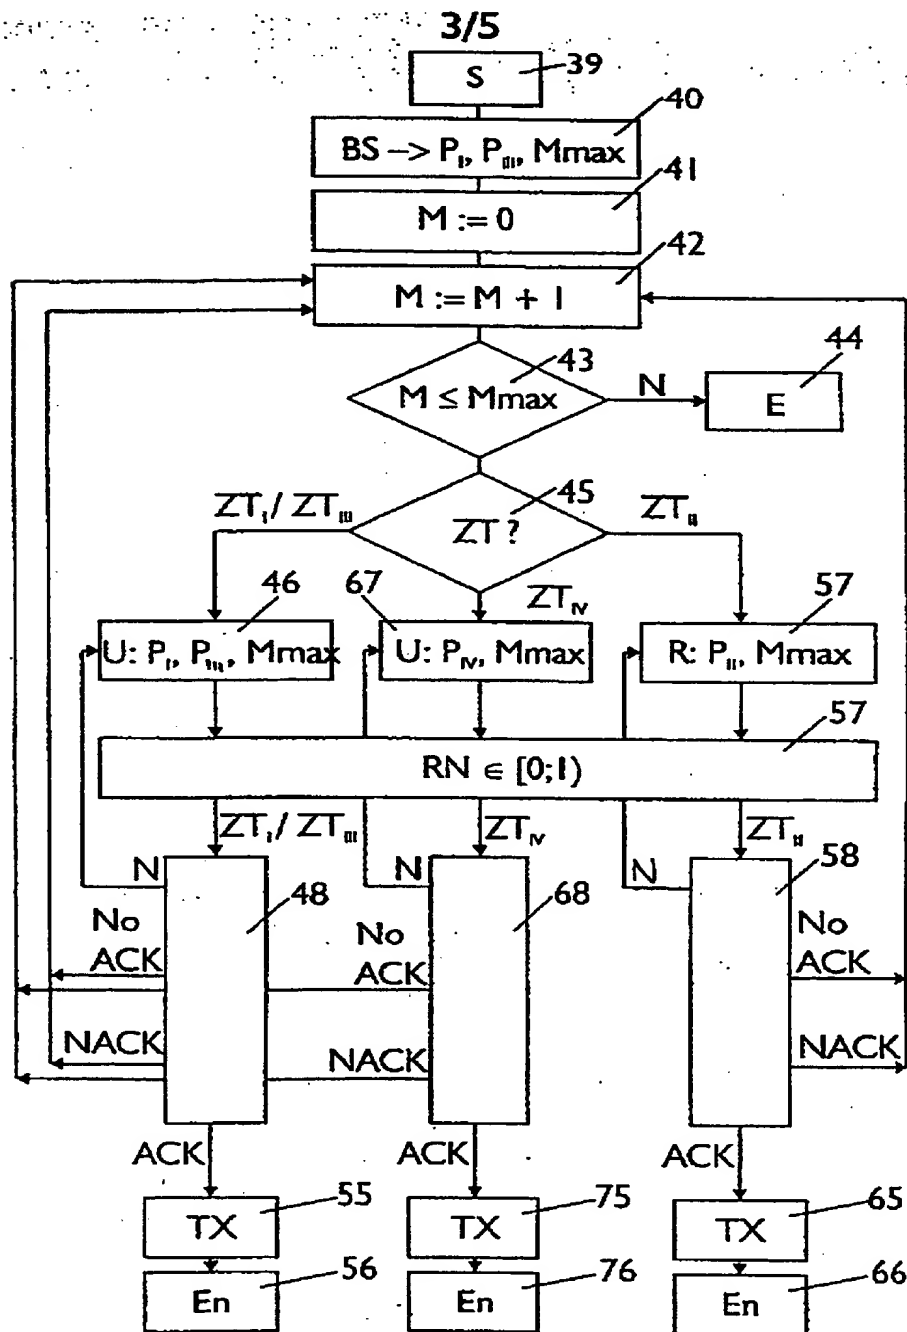 3/5
S
39
40
BS -> P_I, P_III, Mmax
41
M := 0
42
M := M + 1
43
M ≤ Mmax
N
44
E
45
ZT ?
ZT_I / ZT_III
ZT_II
ZT_IV
46
U: P_I, P_III, Mmax
67
U: P_IV, Mmax
57
R: P_II, Mmax
57
RN ∈ [0;1)
ZT_I / ZT_III
ZT_IV
ZT_II
N
N
N
48
68
58
No
ACK
No
ACK
No
ACK
NACK
NACK
NACK
ACK
ACK
ACK
55
TX
75
TX
65
TX
56
En
76
En
66
En